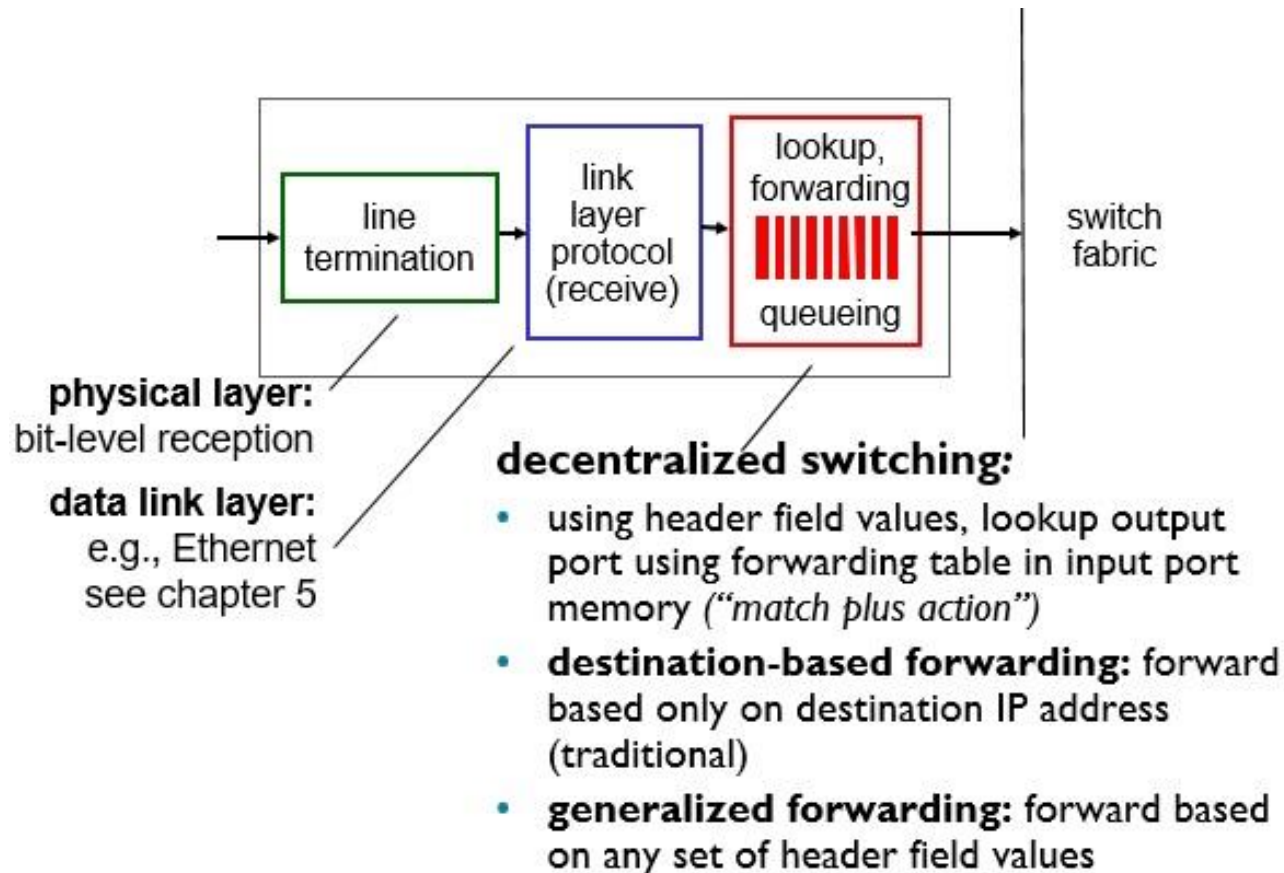 line
termination
link
layer
protocol
(receive)
lookup,
forwarding
queueing
switch
fabric
physical layer:
bit-level reception
data link layer:
e.g., Ethernet
see chapter 5
decentralized switching:
• using header field values, lookup output
port using forwarding table in input port
memory (“match plus action”)
• destination-based forwarding: forward
based only on destination IP address
(traditional)
• generalized forwarding: forward based
on any set of header field values